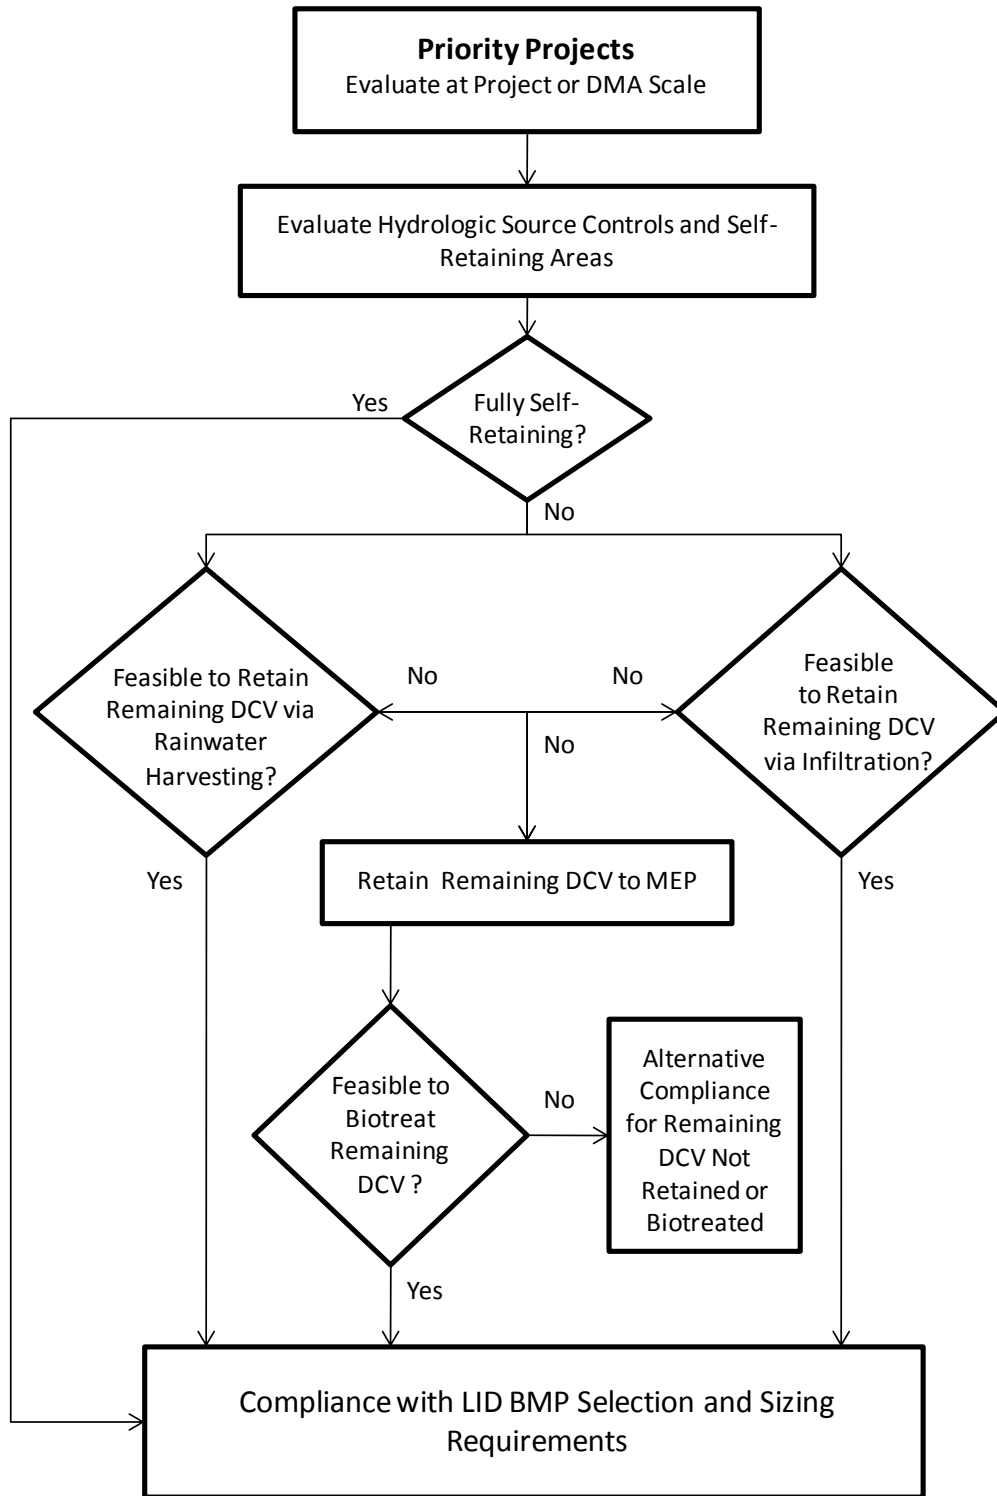 Priority Projects
Evaluate at Project or DMA Scale
Evaluate Hydrologic Source Controls and Self-
Retaining Areas
Yes
Fully Self-
Retaining?
No
Feasible to Retain
Remaining DCV via
Rainwater
Harvesting?
No
No
Feasible
to Retain
Remaining DCV
via Infiltration?
No
Yes
Retain Remaining DCV to MEP
Yes
Feasible to
Biotreat
Remaining
DCV ?
No
Alternative
Compliance
for Remaining
DCV Not
Retained or
Biotreated
Yes
Compliance with LID BMP Selection and Sizing
Requirements